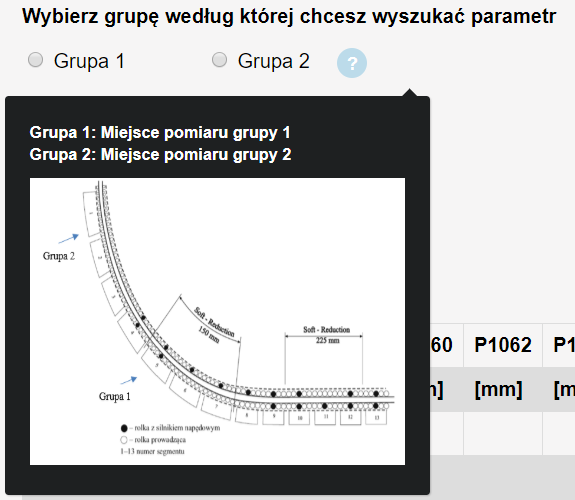 Wybierz grupę według której chcesz wyszukać parametr
Grupa 1
Grupa 2
?
Grupa 1: Miejsce pomiaru grupy 1
Grupa 2: Miejsce pomiaru grupy 2
Grupa 2
Soft - Reduction
150 mm
Soft - Reduction
225 mm
Grupa 1
1
2
3
4
5
6
7
8
9
10
11
12
13
– rolka z silnikiem napędowym
– rolka prowadząca
1–13 numer segmentu
60
P1062
P1
[mm]
[m